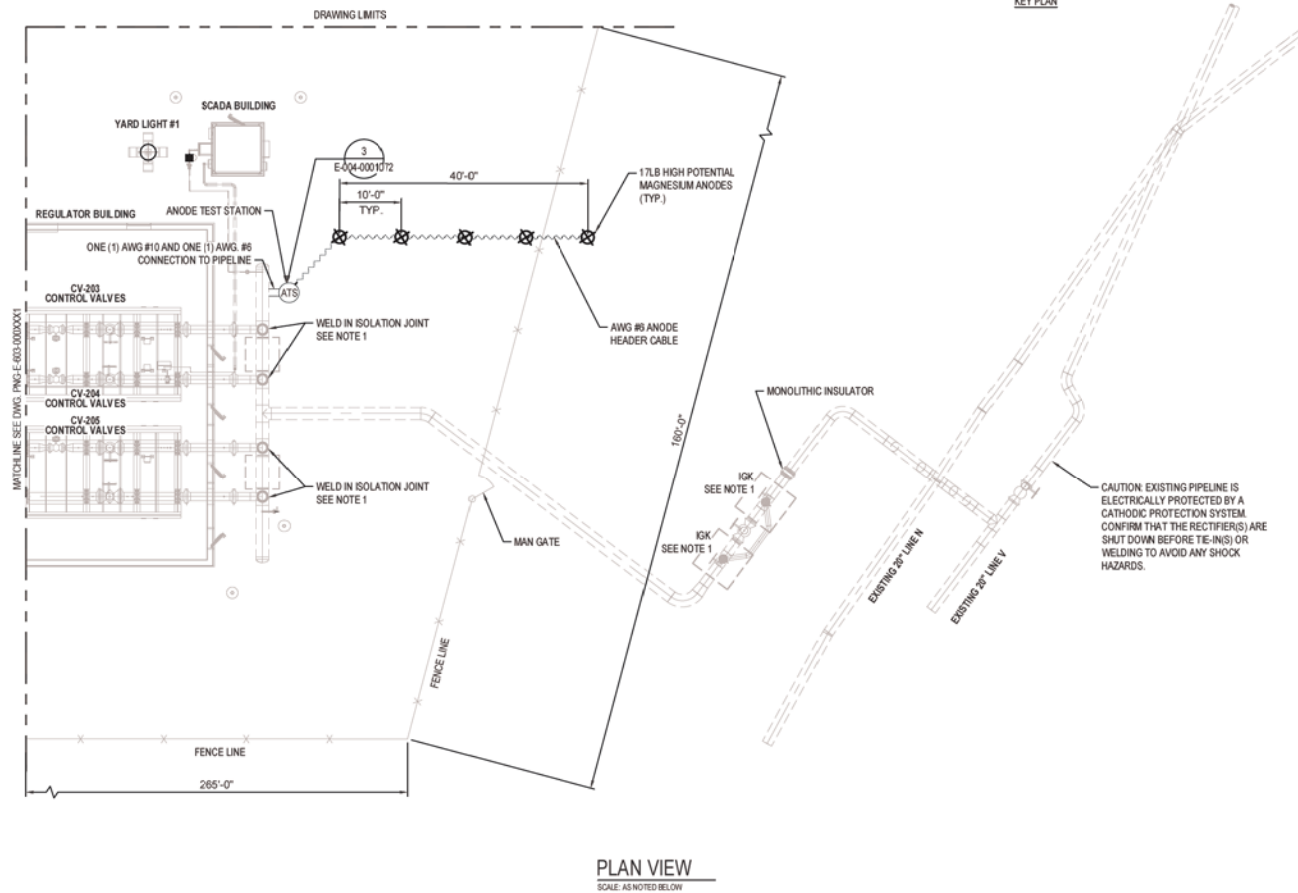 KEY PLAN
DRAWING LIMITS
SCADA BUILDING
YARD LIGHT #1
3
E-004-0001072
40'-0"
17LB HIGH POTENTIAL
MAGNESIUM ANODES
(TYP.)
10'-0"
TYP.
REGULATOR BUILDING
ANODE TEST STATION
ONE (1) AWG #10 AND ONE (1) AWG. #6
CONNECTION TO PIPELINE
ATS
CV-203
CONTROL VALVES
WELD IN ISOLATION JOINT
SEE NOTE 1
AWG #6 ANODE
HEADER CABLE
MATCHLINE SEE DWG. PNG-E-603-000XXX1
CV-204
CONTROL VALVES
CV-205
CONTROL VALVES
MONOLITHIC INSULATOR
160'-0"
WELD IN ISOLATION JOINT
SEE NOTE 1
IGK
SEE NOTE 1
IGK
SEE NOTE 1
MAN GATE
CAUTION: EXISTING PIPELINE IS
ELECTRICALLY PROTECTED BY A
CATHODIC PROTECTION SYSTEM.
CONFIRM THAT THE RECTIFIER(S) ARE
SHUT DOWN BEFORE TIE-IN(S) OR
WELDING TO AVOID ANY SHOCK
HAZARDS.
EXISTING 20" LINE N
EXISTING 20" LINE V
FENCE LINE
FENCE LINE
265'-0"
PLAN VIEW
SCALE: AS NOTED BELOW